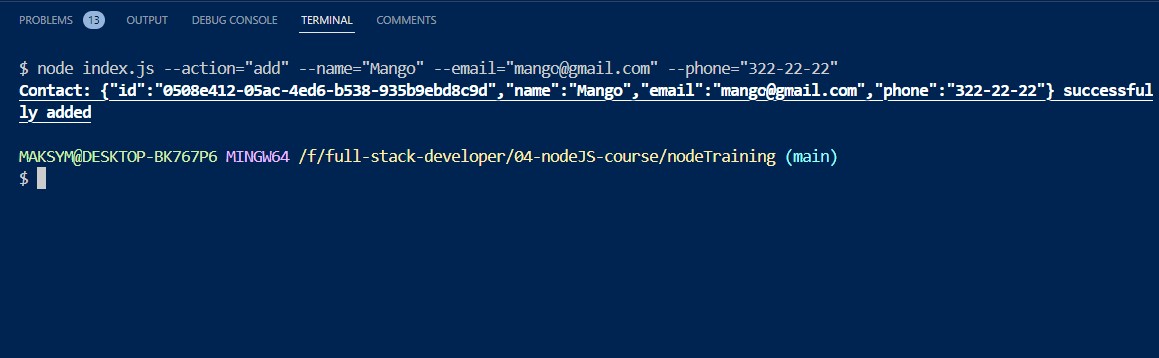 PROBLEMS 13 OUTPUT DEBUG CONSOLE TERMINAL COMMENTS
$ node index.js --action="add" --name="Mango" --email="mango@gmail.com" --phone="322-22-22"
Contact: {"id":"0508e412-05ac-4ed6-b538-935b9ebd8c9d","name":"Mango","email":"mango@gmail.com","phone":"322-22-22"} successful
ly added
MAKSYM@DESKTOP-BK767P6 MINGW64 /f/full-stack-developer/04-nodeJS-course/nodeTraining (main)
$